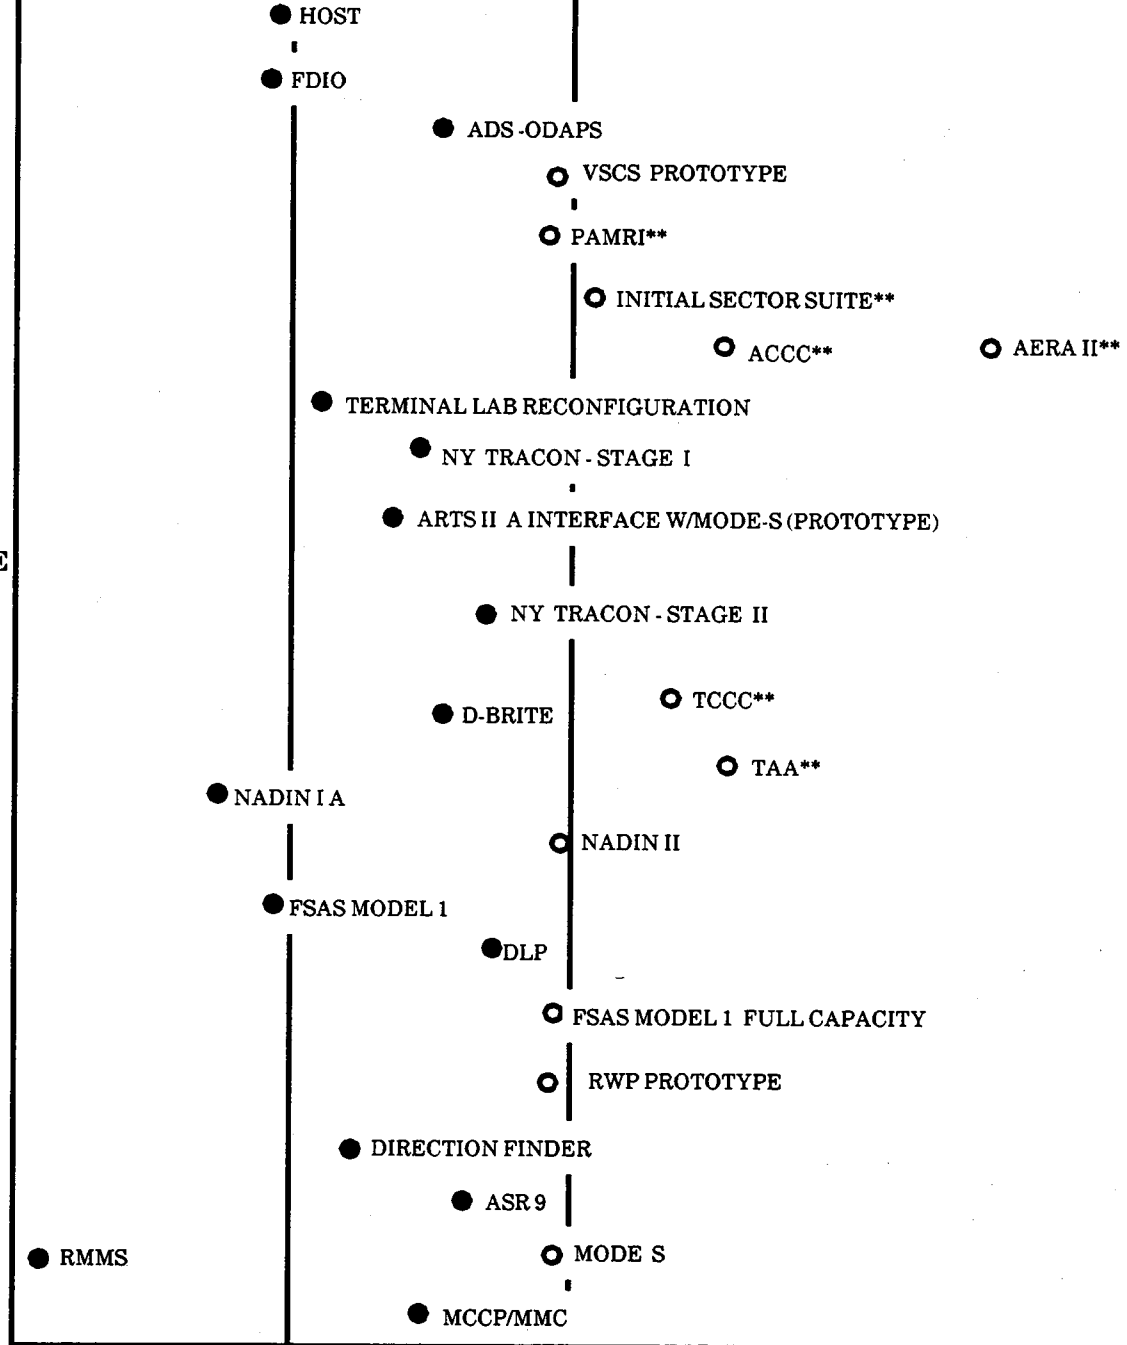 HOST
FDIO
ADS-ODAPS
VSCS PROTOTYPE
PAMRI**
INITIAL SECTOR SUITE**
ACCC**
AERA II**
TERMINAL LAB RECONFIGURATION
NY TRACON - STAGE I
ARTS II A INTERFACE W/MODE-S (PROTOTYPE)
E
NY TRACON - STAGE II
TCCC**
D-BRITE
TAA**
NADIN I A
NADIN II
FSAS MODEL 1
DLP
FSAS MODEL 1 FULL CAPACITY
RWP PROTOTYPE
DIRECTION FINDER
ASR 9
RMMS
MODE S
MCCP/MMC